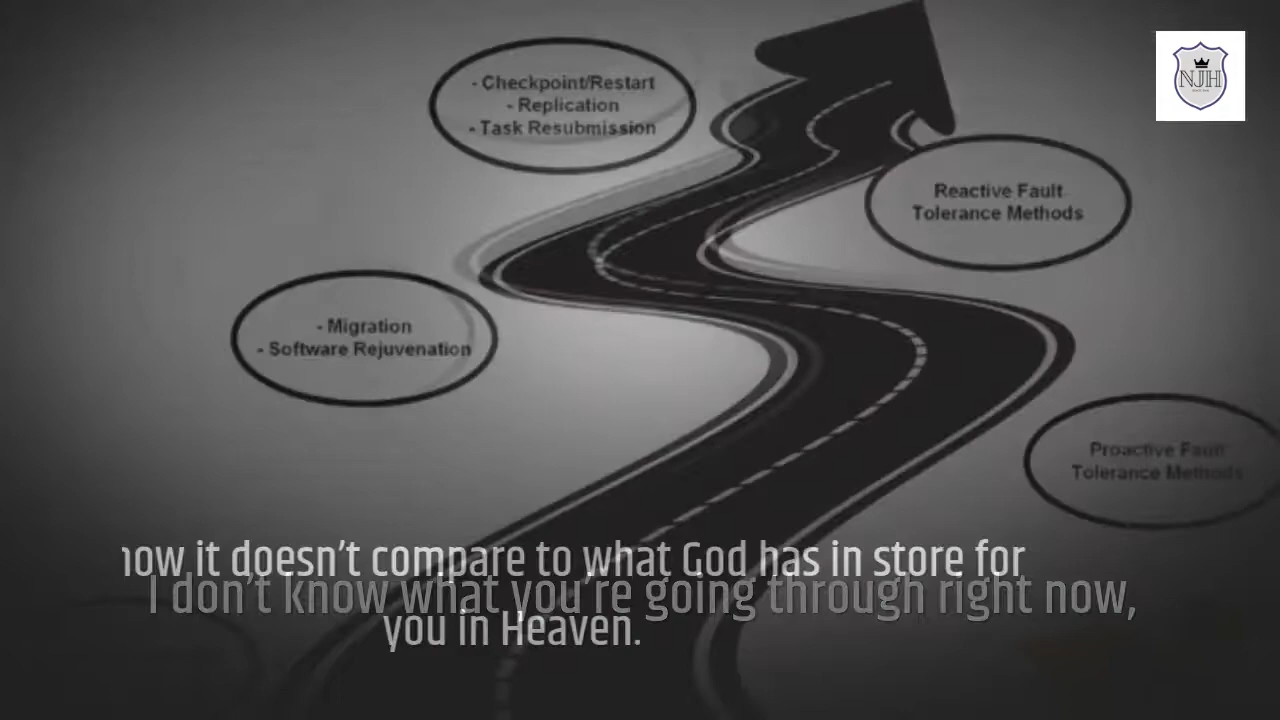 - Checkpoint/Restart
- Replication
- Task Resubmission
NJH
Reactive Fault
Tolerance Methods
- Migration
- Software Rejuvenation
Proactive Fault
Tolerance Methods
it doesn't compare to what God has in store for
I don't know what you're going through right now,
you in Heaven.